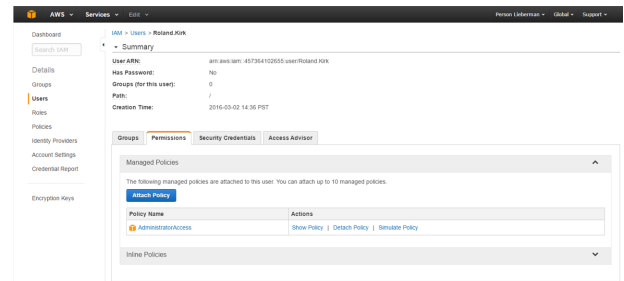 AWS Services Edit Person Lieberman Global Support
Dashboard
Search IAM
Details
Groups
Users
Roles
Policies
Identity Providers
Account Settings
Credential Report
Encryption Keys
IAM > Users > Roland.Kirk
Summary
User ARN: arn:aws:iam: :457364102655:user/Roland.Kirk
Has Password: No
Groups (for this user): 0
Path: /
Creation Time: 2016-03-02 14:36 PST
Groups Permissions Security Credentials Access Advisor
Managed Policies
The following managed policies are attached to this user. You can attach up to 10 managed policies.
Attach Policy
Policy Name Actions
AdministratorAccess Show Policy | Detach Policy | Simulate Policy
Inline Policies